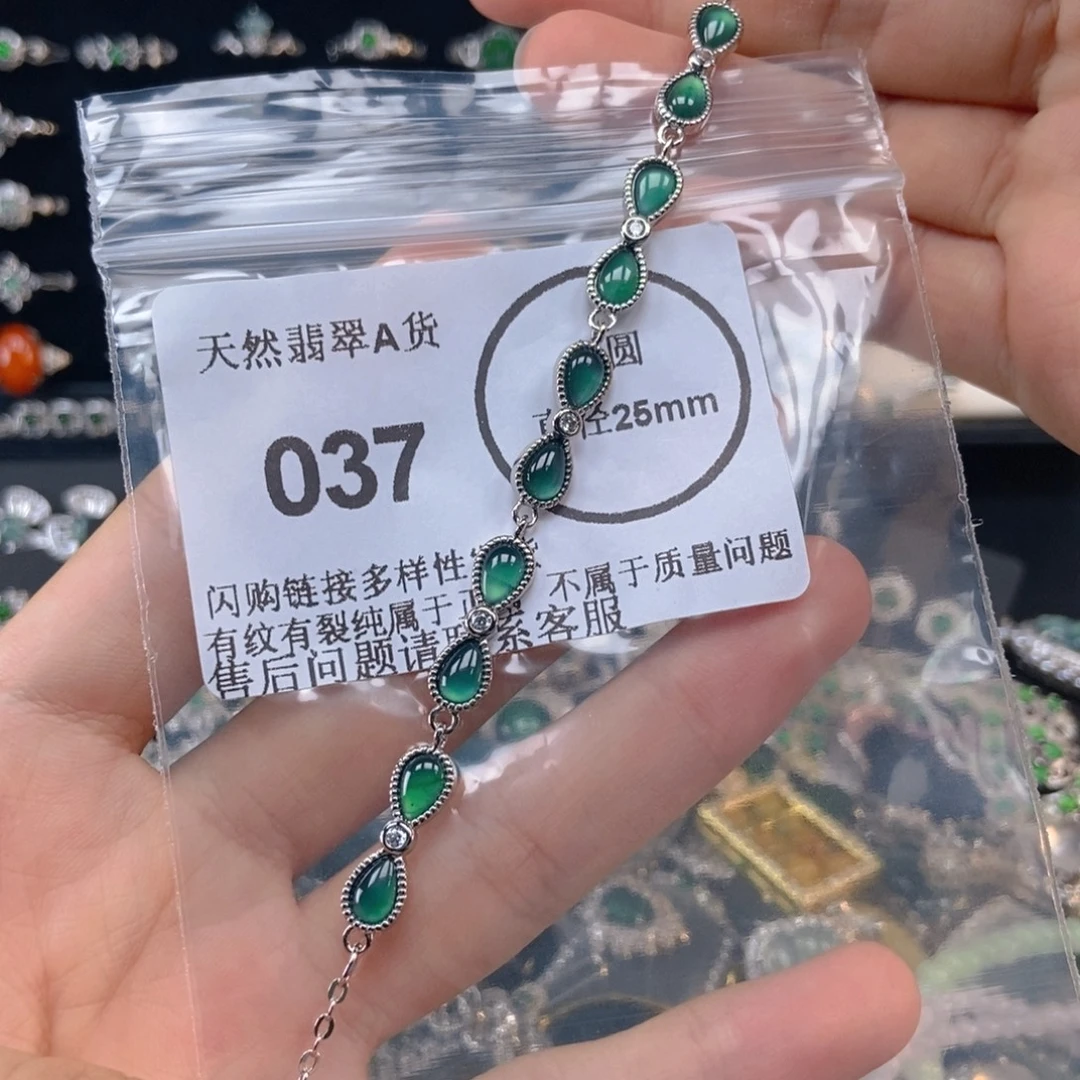 天然翡翠A货
037
圆
径25mm
闪购链接多样性 不属于质量问题
有纹有裂纯属于 系客服
售后问题请